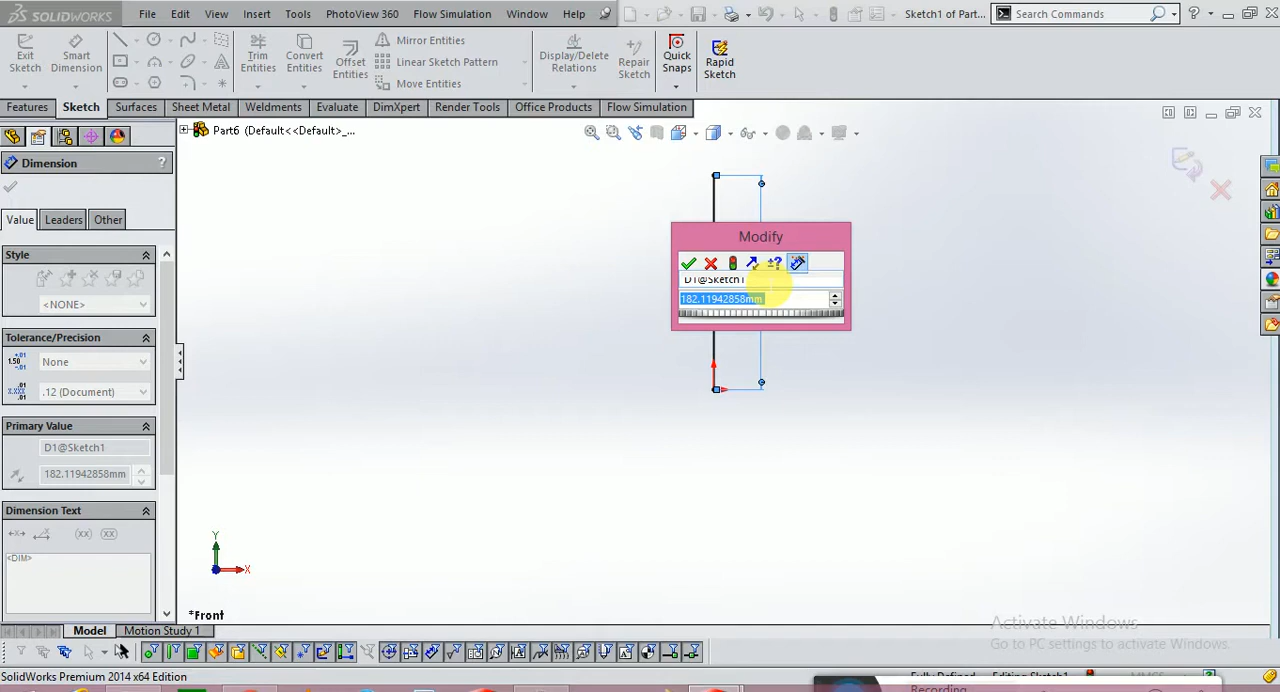 SOLIDWORKS File Edit View Insert Tools PhotoView 360 Flow Simulation Window Help Sketch1 of Part... Search Commands
Exit Sketch Smart Dimension Trim Entities Convert Entities Offset Entities Mirror Entities Linear Sketch Pattern Move Entities Display/Delete Relations Repair Sketch Quick Snaps Rapid Sketch
Features Sketch Surfaces Sheet Metal Weldments Evaluate DimXpert Render Tools Office Products Flow Simulation
Part6 (Default<<Default>_...
Dimension ?
Value Leaders Other
Style
<NONE>
Tolerance/Precision
None
.12 (Document)
Primary Value
D1@Sketch1
182.11942858mm
Dimension Text
<DIM>
Modify
D1@Sketch1
182.11942858mm
Y
X
*Front
Activate Windows
Go to PC settings to activate Windows.
Model Motion Study 1
SolidWorks Premium 2014 x64 Edition
Fully Defined Editing Sketch1
Recording